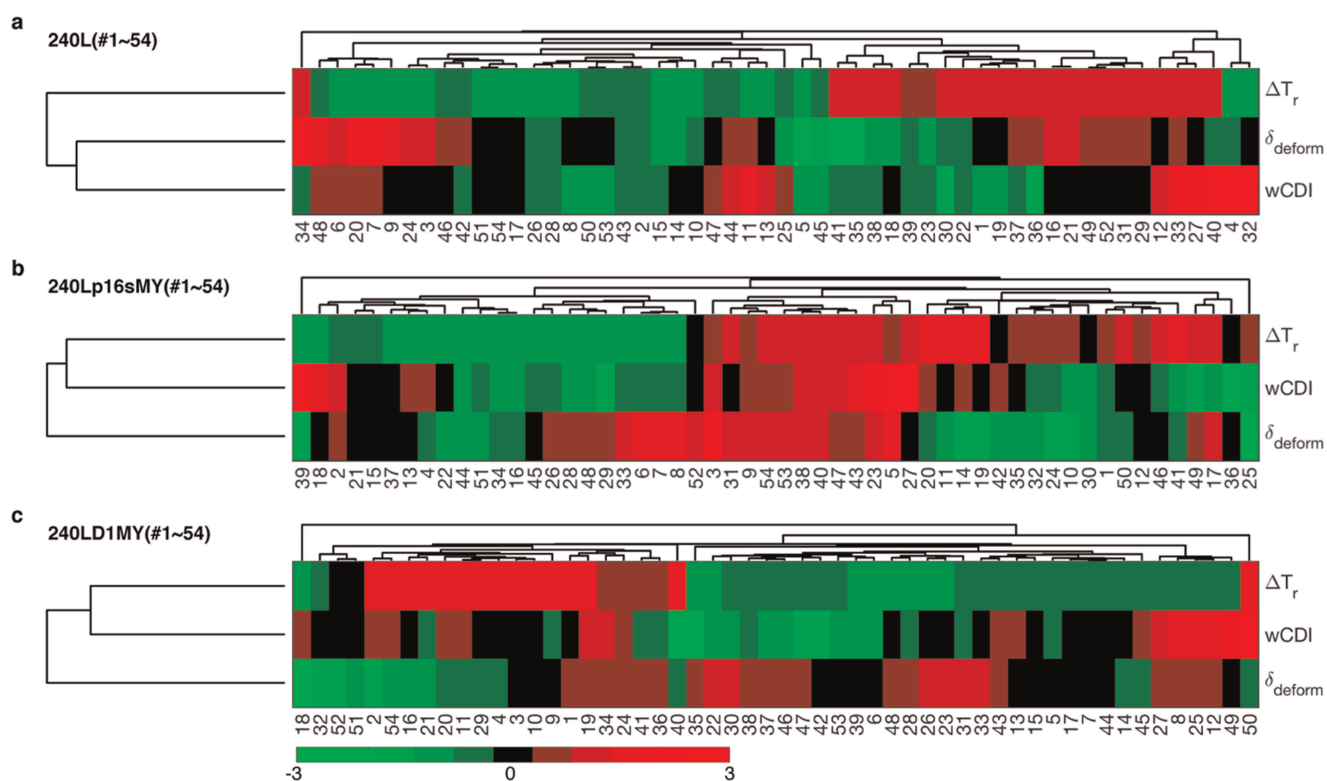 a
240L(#1~54)
ΔTr
δdeform
wCDI
34 48 6 20 7 9 24 3 46 42 51 54 17 26 28 8 50 53 43 2 15 14 10 47 44 11 13 25 5 45 41 35 38 18 39 23 30 22 1 19 37 36 16 21 49 52 31 29 12 33 27 40 4 32
b
240Lp16sMY(#1~54)
ΔTr
wCDI
δdeform
39 18 2 21 15 37 13 4 22 44 51 34 16 45 26 28 48 29 33 6 7 8 52 3 31 9 54 53 38 40 47 43 23 5 27 20 11 14 19 42 35 32 24 10 30 1 50 12 46 41 49 17 36 25
c
240LD1MY(#1~54)
ΔTr
wCDI
δdeform
18 32 52 51 2 54 16 21 20 11 29 4 3 10 9 1 19 34 24 41 36 40 35 22 30 38 37 46 47 42 53 39 6 48 28 26 23 31 33 43 13 15 5 17 7 44 14 45 27 8 25 12 49 50
-3 0 3